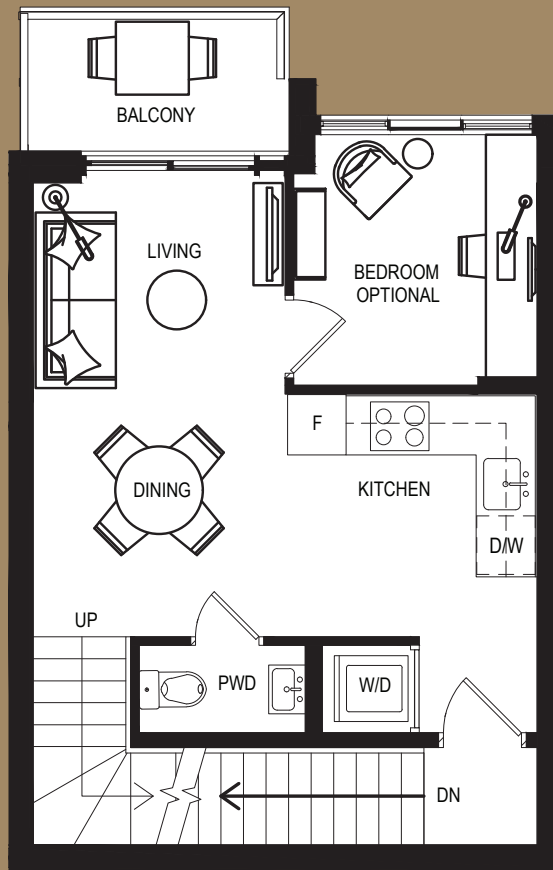 BALCONY
LIVING
BEDROOM
OPTIONAL
F
DINING
KITCHEN
D/W
UP
PWD
W/D
DN